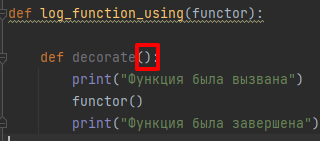 def log_function_using(functor):
def decorate():
print("Функция была вызвана")
functor()
print("Функция была завершена")